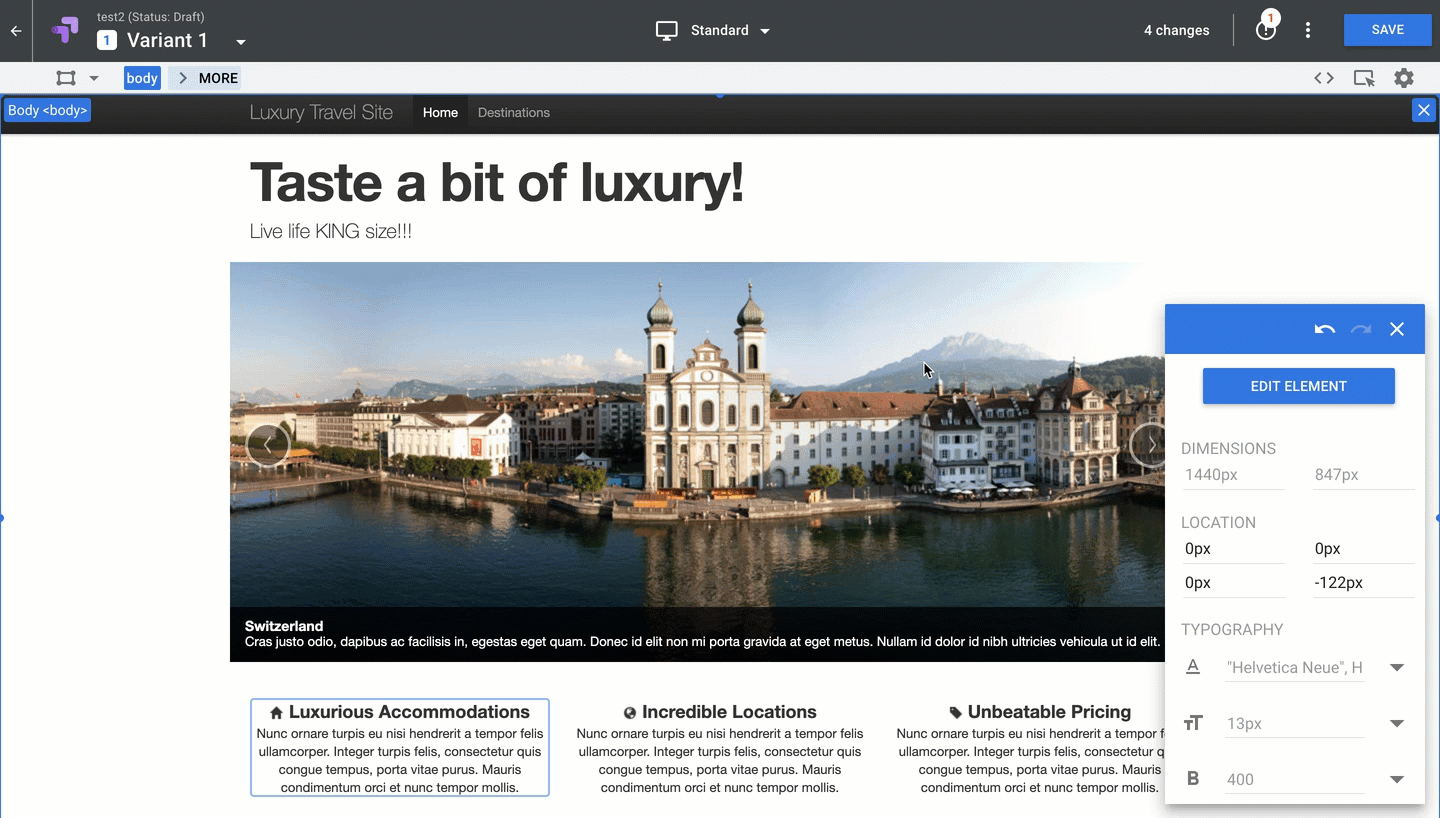 test2 (Status: Draft)
1 Variant 1
Standard
4 changes
1
SAVE
body
MORE
Body <body>
Luxury Travel Site
Home
Destinations
Taste a bit of luxury!
Live life KING size!!!
Switzerland
Cras justo odio, dapibus ac facilisis in, egestas eget quam. Donec id elit non mi porta gravida at eget metus. Nullam id dolor id nibh ultricies vehicula ut id elit.
Luxurious Accommodations
Nunc ornare turpis eu nisi hendrerit a tempor felis
ullamcorper. Integer turpis felis, consectetur quis
congue tempus, porta vitae purus. Mauris
condimentum orci et nunc tempor mollis.
Incredible Locations
Nunc ornare turpis eu nisi hendrerit a tempor felis
ullamcorper. Integer turpis felis, consectetur quis
congue tempus, porta vitae purus. Mauris
condimentum orci et nunc tempor mollis.
Unbeatable Pricing
Nunc ornare turpis eu nisi hendrerit a tempor f
ullamcorper. Integer turpis felis, consectetur q
congue tempus, porta vitae purus. Mauris
condimentum orci et nunc tempor mollis.
EDIT ELEMENT
DIMENSIONS
1440px 847px
LOCATION
0px 0px
0px -122px
TYPOGRAPHY
A "Helvetica Neue", H
TT 13px
B 400